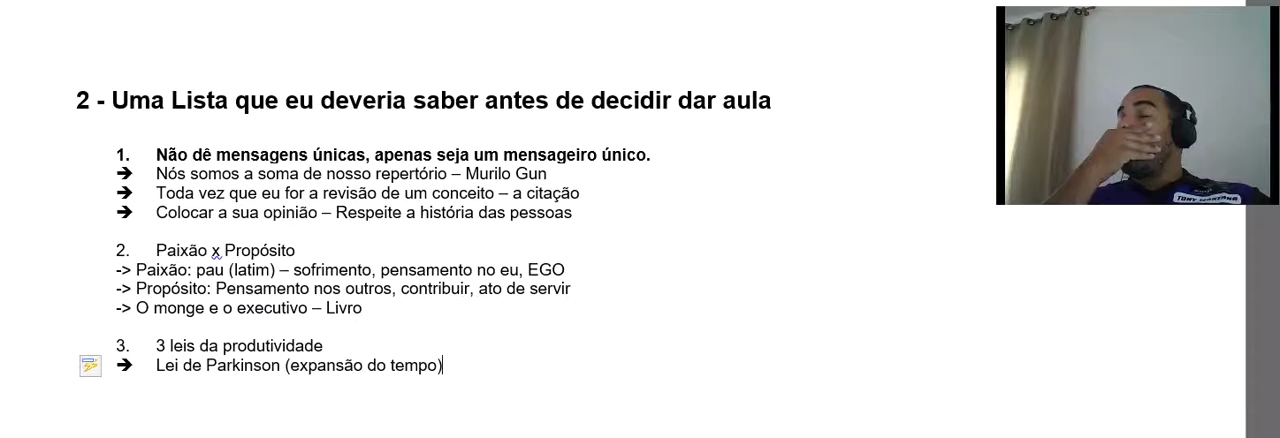 2 - Uma Lista que eu deveria saber antes de decidir dar aula
1. Não dê mensagens únicas, apenas seja um mensageiro único.
➔ Nós somos a soma de nosso repertório – Murilo Gun
➔ Toda vez que eu for a revisão de um conceito – a citação
➔ Colocar a sua opinião – Respeite a história das pessoas
2. Paixão x Propósito
-> Paixão: pau (latim) – sofrimento, pensamento no eu, EGO
-> Propósito: Pensamento nos outros, contribuir, ato de servir
-> O monge e o executivo – Livro
3. 3 leis da produtividade
➔ Lei de Parkinson (expansão do tempo)
TONY MONTANA